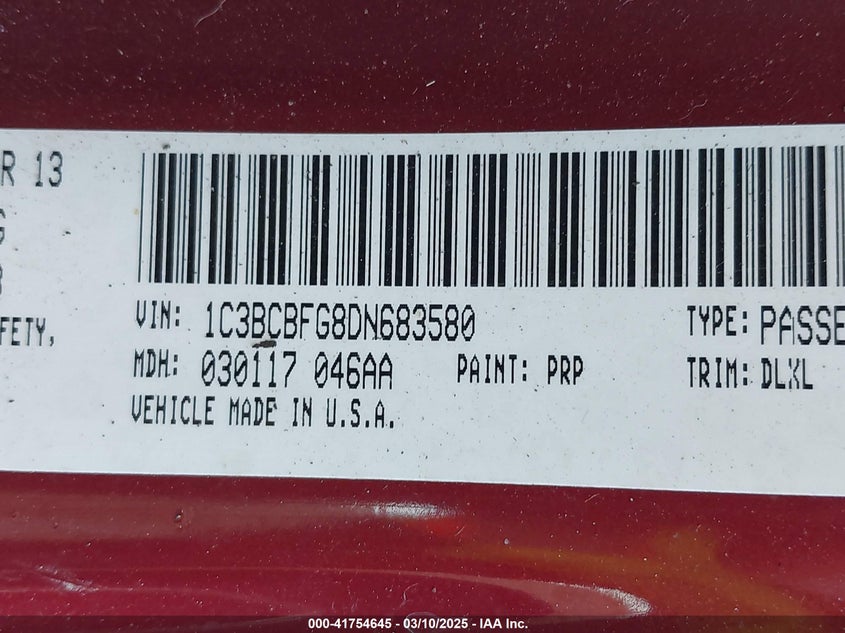 R 13
G
8
FETY,
VIN: 1C3BCBFG8DN683580 TYPE: PASSE
MDH: 030117 046AA PAINT: PRP TRIM: DLXL
VEHICLE MADE IN U.S.A.
000-41754645 - 03/10/2025 - IAA Inc.